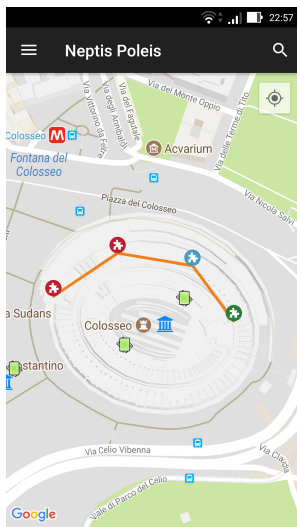 22:57
Neptis Poleis
Via del Monte Oppio
Via del Fagutale
Via degli Annibaldi
Via Vittorino da Feltre
Via delle Terme di Tito
Colosseo
M
Acvarium
Fontana del
Colosseo
Via Nicola Salvi
Piazza del Colosseo
a Sudans
Colosseo
stantino
Via Celio Vibenna
Via Claudia
Viale di Parco del Celio
Google